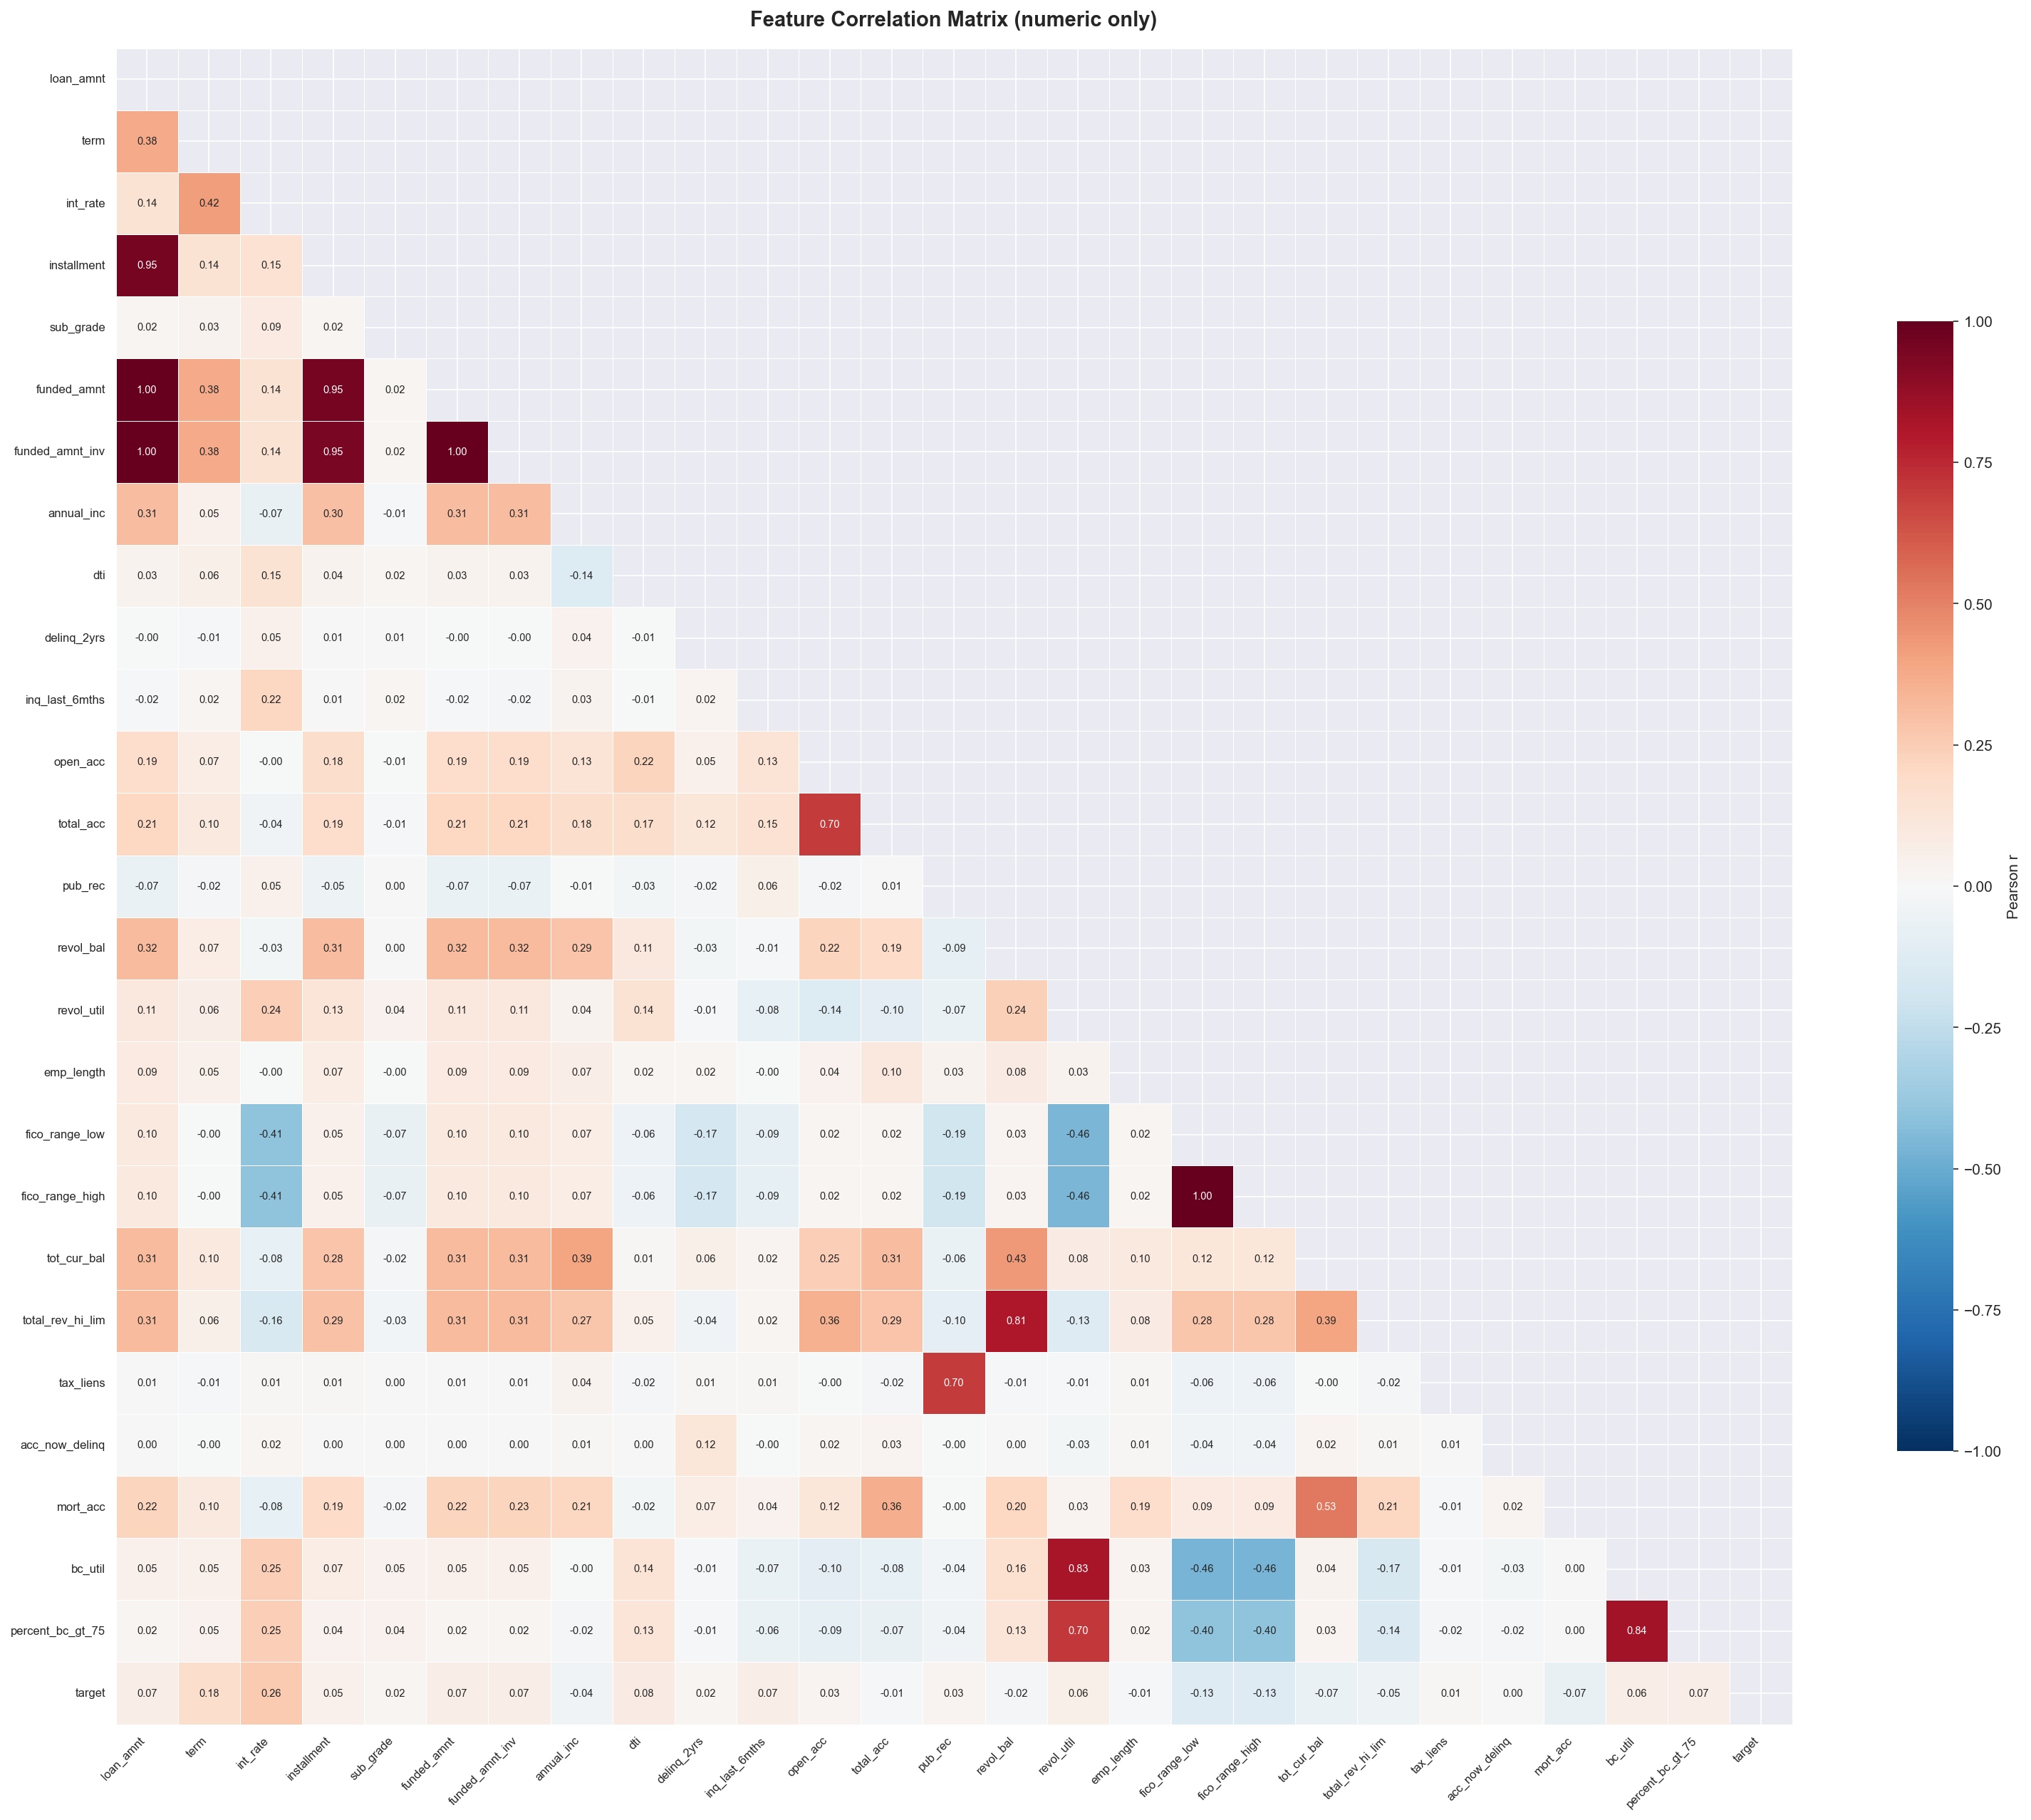 Feature Correlation Matrix (numeric only)
loan_amnt
term 0.38
int_rate 0.14 0.42
installment 0.95 0.14 0.15
sub_grade 0.02 0.03 0.09 0.02
funded_amnt 1.00 0.38 0.14 0.95 0.02
funded_amnt_inv 1.00 0.38 0.14 0.95 0.02 1.00
annual_inc 0.31 0.05 -0.07 0.30 -0.01 0.31 0.31
dti 0.03 0.06 0.15 0.04 0.02 0.03 0.03 -0.14
delinq_2yrs -0.00 -0.01 0.05 0.01 0.01 -0.00 -0.00 0.04 -0.01
inq_last_6mths -0.02 0.02 0.22 0.01 0.02 -0.02 -0.02 0.03 -0.01 0.02
open_acc 0.19 0.07 -0.00 0.18 -0.01 0.19 0.19 0.13 0.22 0.05 0.13
total_acc 0.21 0.10 -0.04 0.19 -0.01 0.21 0.21 0.18 0.17 0.12 0.15 0.70
pub_rec -0.07 -0.02 0.05 -0.05 0.00 -0.07 -0.07 -0.01 -0.03 -0.02 0.06 -0.02 0.01
revol_bal 0.32 0.07 -0.03 0.31 0.00 0.32 0.32 0.29 0.11 -0.03 -0.01 0.22 0.19 -0.09
revol_util 0.11 0.06 0.24 0.13 0.04 0.11 0.11 0.04 0.14 -0.01 -0.08 -0.14 -0.10 -0.07 0.24
emp_length 0.09 0.05 -0.00 0.07 -0.00 0.09 0.09 0.07 0.02 0.02 -0.00 0.04 0.10 0.03 0.08 0.03
fico_range_low 0.10 -0.00 -0.41 0.05 -0.07 0.10 0.10 0.07 -0.06 -0.17 -0.09 0.02 0.02 -0.19 0.03 -0.46 0.02
fico_range_high 0.10 -0.00 -0.41 0.05 -0.07 0.10 0.10 0.07 -0.06 -0.17 -0.09 0.02 0.02 -0.19 0.03 -0.46 0.02 1.00
tot_cur_bal 0.31 0.10 -0.08 0.28 -0.02 0.31 0.31 0.39 0.01 0.06 0.02 0.25 0.31 -0.06 0.43 0.08 0.10 0.12 0.12
total_rev_hi_lim 0.31 0.06 -0.16 0.29 -0.03 0.31 0.31 0.27 0.05 -0.04 0.02 0.36 0.29 -0.10 0.81 -0.13 0.08 0.28 0.28 0.39
tax_liens 0.01 -0.01 0.01 0.01 0.00 0.01 0.01 0.04 -0.02 0.01 0.01 -0.00 -0.02 0.70 -0.01 -0.01 0.01 -0.06 -0.06 -0.00 -0.02
acc_now_delinq 0.00 -0.00 0.02 0.00 0.00 0.00 0.00 0.01 0.00 0.12 -0.00 0.02 0.03 -0.00 0.00 -0.03 0.01 -0.04 -0.04 0.02 0.01 0.01
mort_acc 0.22 0.10 -0.08 0.19 -0.02 0.22 0.23 0.21 -0.02 0.07 0.04 0.12 0.36 -0.00 0.20 0.03 0.19 0.09 0.09 0.53 0.21 -0.01 0.02
bc_util 0.05 0.05 0.25 0.07 0.05 0.05 0.05 -0.00 0.14 -0.01 -0.07 -0.10 -0.08 -0.04 0.16 0.83 0.03 -0.46 -0.46 0.04 -0.17 -0.01 -0.03 0.00
percent_bc_gt_75 0.02 0.05 0.25 0.04 0.04 0.02 0.02 -0.02 0.13 -0.01 -0.06 -0.09 -0.07 -0.04 0.13 0.70 0.02 -0.40 -0.40 0.03 -0.14 -0.02 -0.02 0.00 0.84
target 0.07 0.18 0.26 0.05 0.02 0.07 0.07 -0.04 0.08 0.02 0.07 0.03 -0.01 0.03 -0.02 0.06 -0.01 -0.13 -0.13 -0.07 -0.05 0.01 0.00 -0.07 0.06 0.07
loan_amnt term int_rate installment sub_grade funded_amnt funded_amnt_inv annual_inc dti delinq_2yrs inq_last_6mths open_acc total_acc pub_rec revol_bal revol_util emp_length fico_range_low fico_range_high tot_cur_bal total_rev_hi_lim tax_liens acc_now_delinq mort_acc bc_util percent_bc_gt_75 target
1.00
0.75
0.50
0.25
0.00
−0.25
−0.50
−0.75
−1.00
Pearson r